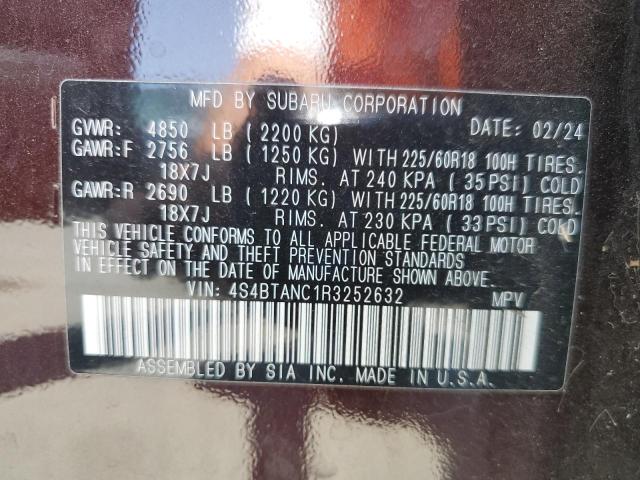 MFD BY SUBARU CORPORATION
GVWR: 4850 LB (2200 KG) DATE: 02/24
GAWR:F 2756 LB (1250 KG) WITH 225/60R18 100H TIRES.
18X7J RIMS. AT 240 KPA ( 35 PSI) COLD
GAWR:R 2690 LB (1220 KG) WITH 225/60R18 100H TIRES.
18X7J RIMS. AT 230 KPA ( 33 PSI) COLD
THIS VEHICLE CONFORMS TO ALL APPLICABLE FEDERAL MOTOR
VEHICLE SAFETY AND THEFT PREVENTION STANDARDS
IN EFFECT ON THE DATE OF MANUFACTURE SHOWN ABOVE.
VIN: 4S4BTANC1R3252632 MPV
ASSEMBLED BY SIA INC. MADE IN U.S.A.